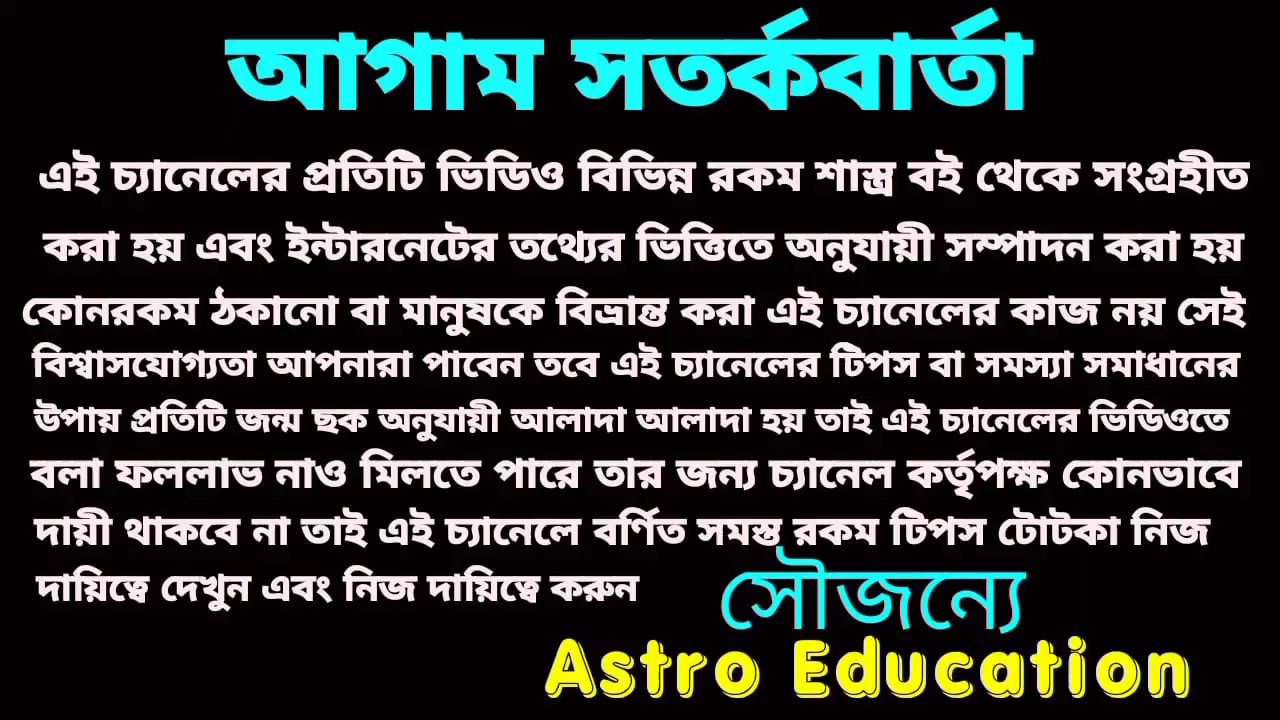 আগাম সতর্কবার্তা
এই চ্যানেলের প্রতিটি ভিডিও বিভিন্ন রকম শাস্ত্র বই থেকে সংগ্রহীত
করা হয় এবং ইন্টারনেটের তথ্যের ভিত্তিতে অনুযায়ী সম্পাদন করা হয়
কোনরকম ঠকানো বা মানুষকে বিভ্রান্ত করা এই চ্যানেলের কাজ নয় সেই
বিশ্বাসযোগ্যতা আপনারা পাবেন তবে এই চ্যানেলের টিপস বা সমস্যা সমাধানের
উপায় প্রতিটি জন্ম ছক অনুযায়ী আলাদা আলাদা হয় তাই এই চ্যানেলের ভিডিওতে
বলা ফললাভ নাও মিলতে পারে তার জন্য চ্যানেল কর্তৃপক্ষ কোনভাবে
দায়ী থাকবে না তাই এই চ্যানেলে বর্ণিত সমস্ত রকম টিপস টোটকা নিজ
দায়িত্বে দেখুন এবং নিজ দায়িত্বে করুন
সৌজন্যে
Astro Education